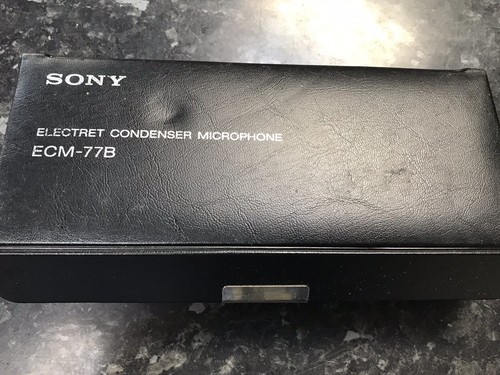 SONY
ELECTRET CONDENSER MICROPHONE
ECM-77B